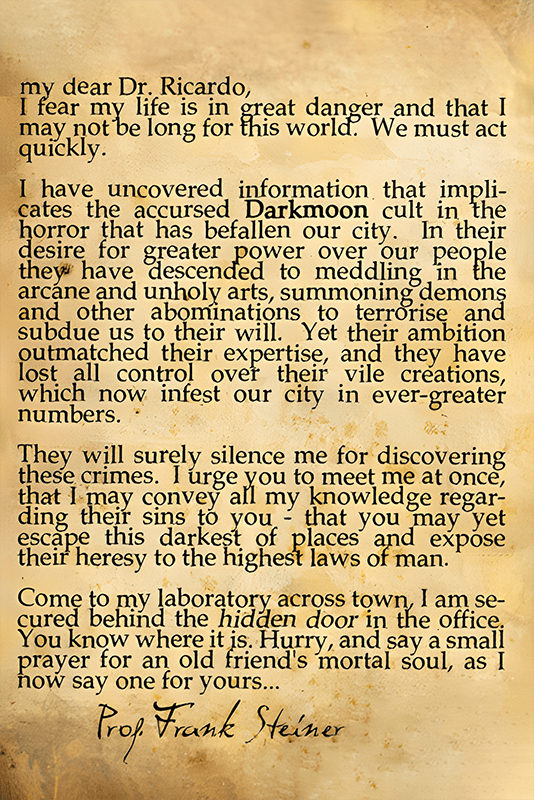 my dear Dr. Ricardo,
I fear my life is in great danger and that I
may not be long for this world. We must act
quickly.
I have uncovered information that impli-
cates the accursed Darkmoon cult in the
horror that has befallen our city. In their
desire for greater power over our people
they have descended to meddling in the
arcane and unholy arts, summoning demons
and other abominations to terrorise and
subdue us to their will. Yet their ambition
outmatched their expertise, and they have
lost all control over their vile creations,
which now infest our city in ever-greater
numbers.
They will surely silence me for discovering
these crimes. I urge you to meet me at once,
that I may convey all my knowledge regar-
ding their sins to you - that you may yet
escape this darkest of places and expose
their heresy to the highest laws of man.
Come to my laboratory across town, I am se-
cured behind the hidden door in the office.
You know where it is. Hurry, and say a small
prayer for an old friend's mortal soul, as I
now say one for yours...
Prof. Frank Steiner